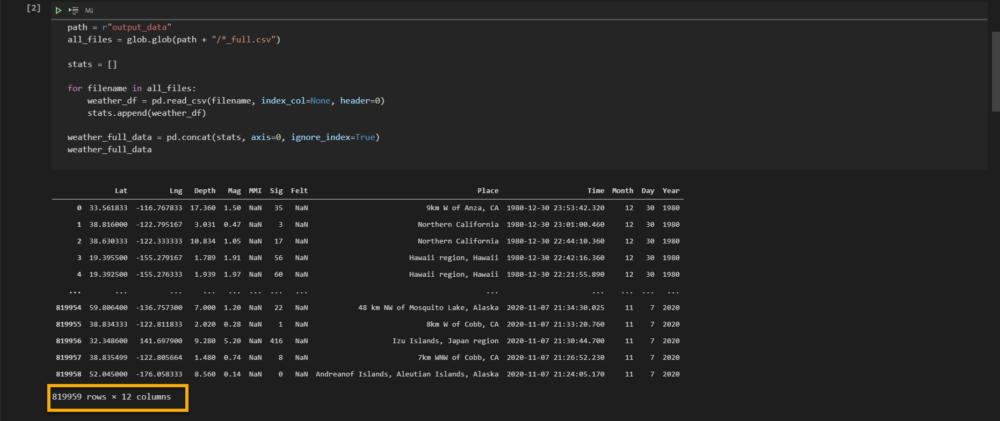 [2]
M↓
path = r"output_data"
all_files = glob.glob(path + "/*_full.csv")
stats = []
for filename in all_files:
    weather_df = pd.read_csv(filename, index_col=None, header=0)
    stats.append(weather_df)
weather_full_data = pd.concat(stats, axis=0, ignore_index=True)
weather_full_data
Lat Lng Depth Mag MMI Sig Felt Place Time Month Day Year
0 33.561833 -116.767833 17.360 1.50 NaN 35 NaN 9km W of Anza, CA 1980-12-30 23:53:42.320 12 30 1980
1 38.816000 -122.795167 3.031 0.47 NaN 3 NaN Northern California 1980-12-30 23:01:00.460 12 30 1980
2 38.630333 -122.333333 10.834 1.05 NaN 17 NaN Northern California 1980-12-30 22:44:10.360 12 30 1980
3 19.395500 -155.279167 1.789 1.91 NaN 56 NaN Hawaii region, Hawaii 1980-12-30 22:42:16.360 12 30 1980
4 19.392500 -155.276333 1.939 1.97 NaN 60 NaN Hawaii region, Hawaii 1980-12-30 22:21:55.890 12 30 1980
... ... ... ... ... ... ... ... ... ... ... ... ...
819954 59.806400 -136.757300 7.000 1.20 NaN 22 NaN 48 km NW of Mosquito Lake, Alaska 2020-11-07 21:34:30.025 11 7 2020
819955 38.834333 -122.811833 2.020 0.28 NaN 1 NaN 8km W of Cobb, CA 2020-11-07 21:33:20.760 11 7 2020
819956 32.348600 141.697900 9.280 5.20 NaN 416 NaN Izu Islands, Japan region 2020-11-07 21:30:44.700 11 7 2020
819957 38.835499 -122.805664 1.480 0.74 NaN 8 NaN 7km WNW of Cobb, CA 2020-11-07 21:26:52.230 11 7 2020
819958 52.045000 -176.058333 8.560 0.14 NaN 0 NaN Andreanof Islands, Aleutian Islands, Alaska 2020-11-07 21:24:05.170 11 7 2020
819959 rows × 12 columns